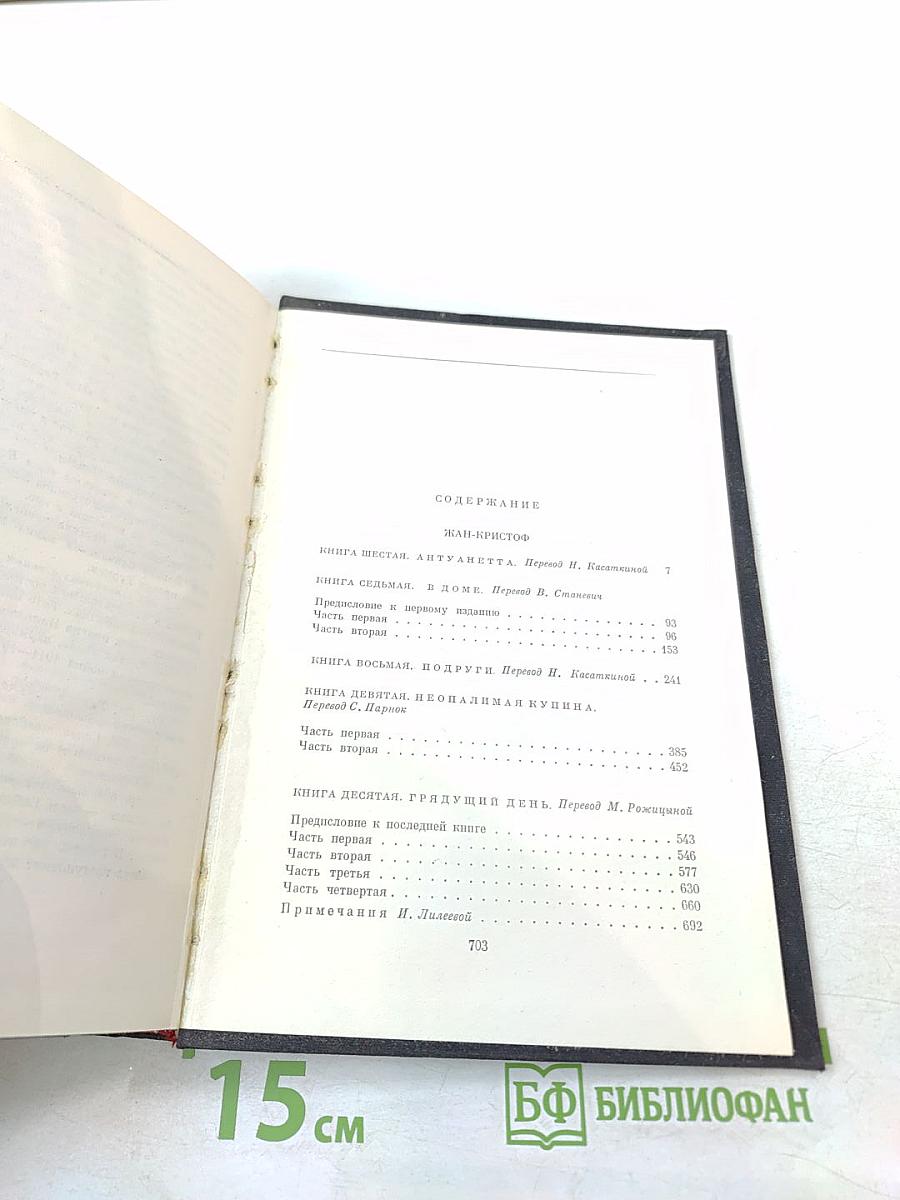 СОДЕРЖАНИЕ
ЖАН-КРИСТОФ
КНИГА ШЕСТАЯ. АНТУАНЕТТА. Перевод Н. Касаткиной 7
КНИГА СЕДЬМАЯ. В ДОМЕ. Перевод В. Станевич
Предисловие к первому изданию . . . . . . . . . . . . . 93
Часть первая . . . . . . . . . . . . . . . . . . . . . . 96
Часть вторая . . . . . . . . . . . . . . . . . . . . . . 153
КНИГА ВОСЬМАЯ. ПОДРУГИ. Перевод Н. Касаткиной . . 241
КНИГА ДЕВЯТАЯ. НЕОПАЛИМАЯ КУПИНА.
Перевод С. Парнок
Часть первая . . . . . . . . . . . . . . . . . . . . . . 385
Часть вторая . . . . . . . . . . . . . . . . . . . . . . 452
КНИГА ДЕСЯТАЯ. ГРЯДУЩИЙ ДЕНЬ. Перевод М. Рожицыной
Предисловие к последней книге . . . . . . . . . . . . . . 543
Часть первая . . . . . . . . . . . . . . . . . . . . . . 546
Часть вторая . . . . . . . . . . . . . . . . . . . . . . 577
Часть третья . . . . . . . . . . . . . . . . . . . . . . 630
Часть четвертая . . . . . . . . . . . . . . . . . . . . . 660
Примечания И. Лилеевой . . . . . . . . . . . . . . . . 692
703
15 см
БФ БИБЛИОФАН